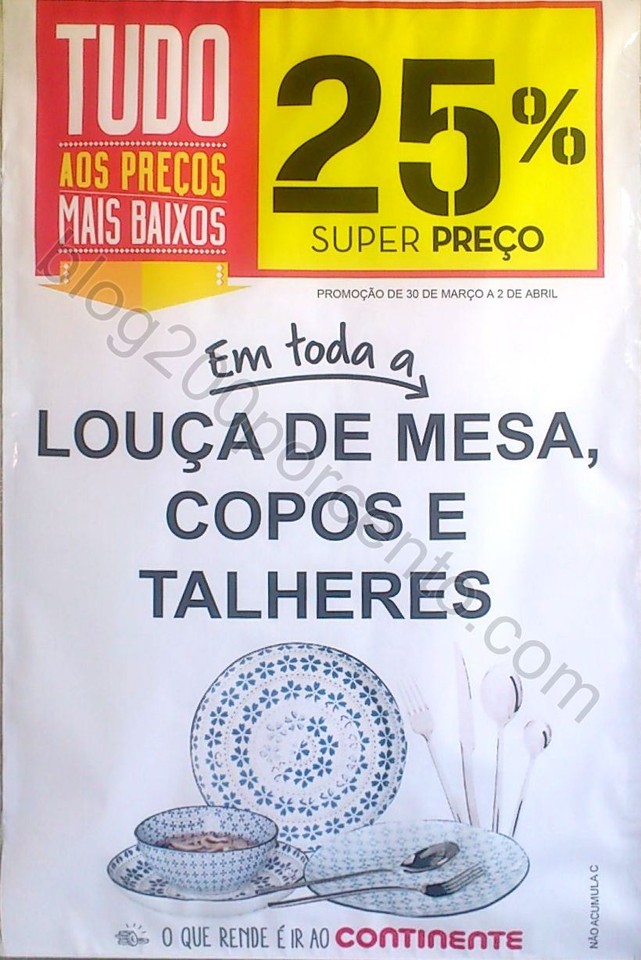 TUDO
AOS PREÇOS
MAIS BAIXOS
25%
SUPER PREÇO
PROMOÇÃO DE 30 DE MARÇO A 2 DE ABRIL
Em toda a
LOUÇA DE MESA,
COPOS E
TALHERES
blog200porcento.com
NÃO ACUMULA C
O QUE RENDE É IR AO CONTINENTE